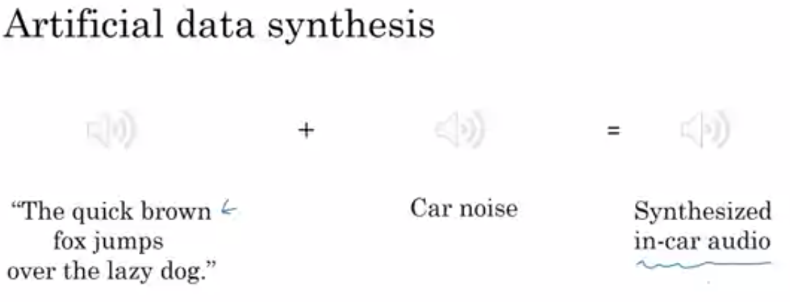 Artificial data synthesis
+ =
"The quick brown
fox jumps
over the lazy dog."
Car noise
Synthesized
in-car audio